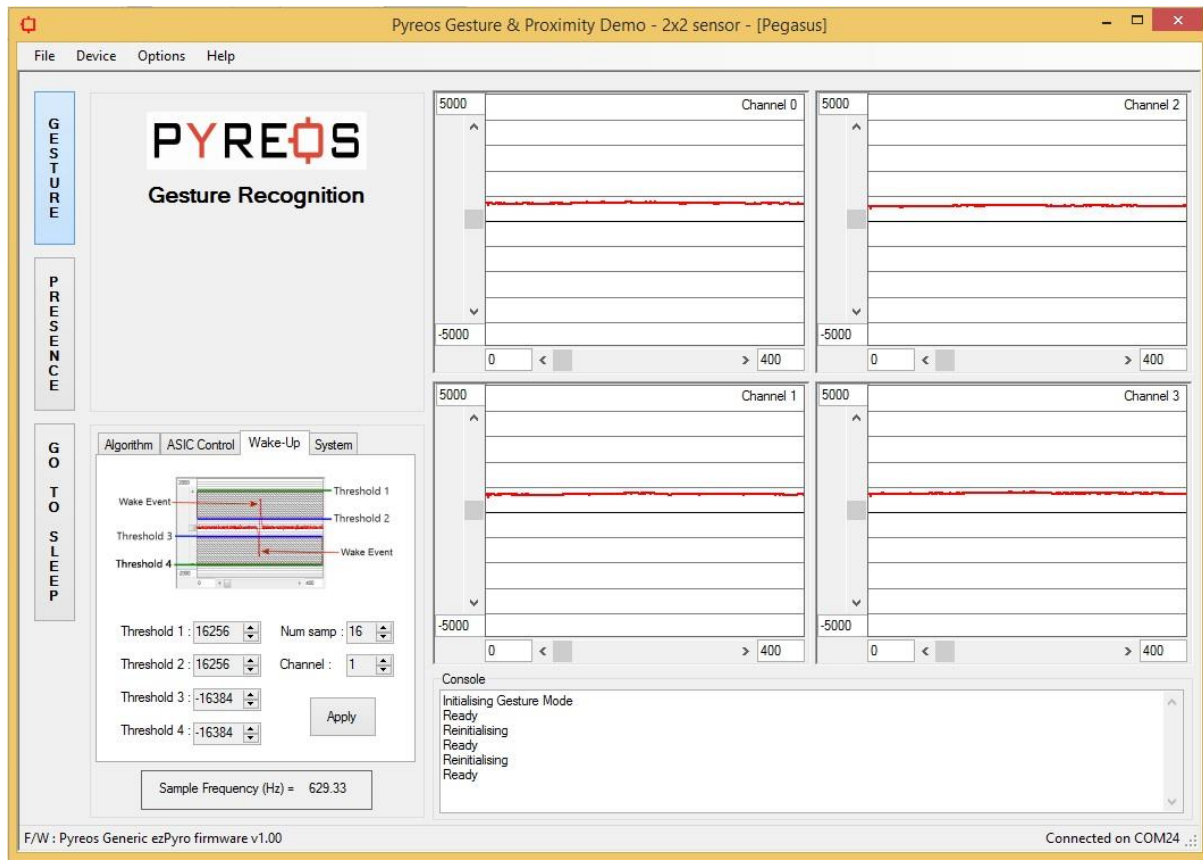 Pyreos Gesture & Proximity Demo - 2x2 sensor - [Pegasus]
File Device Options Help
GESTURE
PRESENCE
GO TO SLEEP
PYREOS
Gesture Recognition
Algorithm ASIC Control Wake-Up System
2000
Wake Event
Threshold 1
Threshold 2
Threshold 3
Wake Event
Threshold 4
-2000
0 400
Threshold 1 : 16256 Num samp : 16
Threshold 2 : 16256 Channel : 1
Threshold 3 : -16384
Threshold 4 : -16384
Apply
Sample Frequency (Hz) = 629.33
5000 Channel 0
-5000
0 < > 400
5000 Channel 2
-5000
0 < > 400
5000 Channel 1
-5000
0 < > 400
5000 Channel 3
-5000
0 < > 400
Console
Initialising Gesture Mode
Ready
Reinitialising
Ready
Reinitialising
Ready
F/W : Pyreos Generic ezPyro firmware v1.00 Connected on COM24